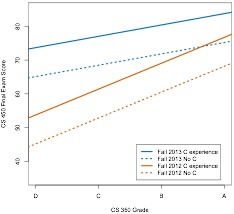 CS 450 Final Exam Score
80
70
60
50
40
Fall 2013 C experience
Fall 2013 No C
Fall 2012 C experience
Fall 2012 No C
D C B A
CS 350 Grade